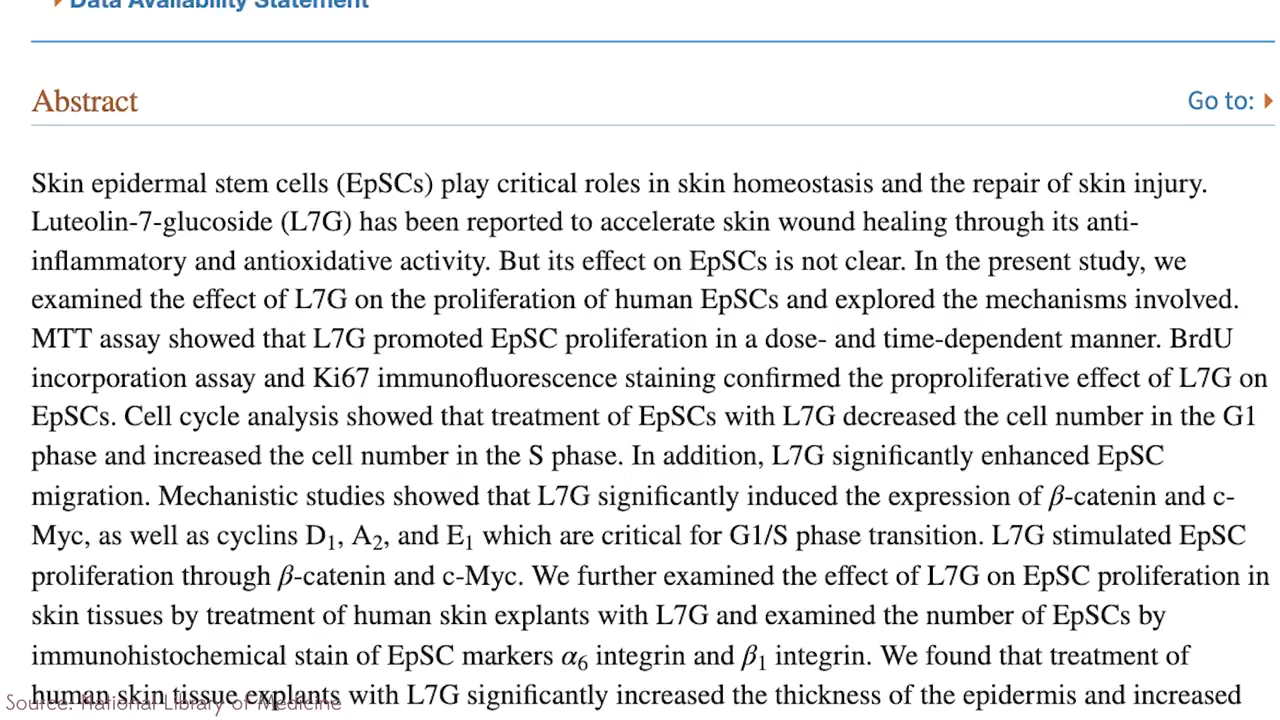 Data Availability Statement
Abstract
Go to:
Skin epidermal stem cells (EpSCs) play critical roles in skin homeostasis and the repair of skin injury.
Luteolin-7-glucoside (L7G) has been reported to accelerate skin wound healing through its anti-
inflammatory and antioxidative activity. But its effect on EpSCs is not clear. In the present study, we
examined the effect of L7G on the proliferation of human EpSCs and explored the mechanisms involved.
MTT assay showed that L7G promoted EpSC proliferation in a dose- and time-dependent manner. BrdU
incorporation assay and Ki67 immunofluorescence staining confirmed the proproliferative effect of L7G on
EpSCs. Cell cycle analysis showed that treatment of EpSCs with L7G decreased the cell number in the G1
phase and increased the cell number in the S phase. In addition, L7G significantly enhanced EpSC
migration. Mechanistic studies showed that L7G significantly induced the expression of β-catenin and c-
Myc, as well as cyclins D₁, A₂, and E₁ which are critical for G1/S phase transition. L7G stimulated EpSC
proliferation through β-catenin and c-Myc. We further examined the effect of L7G on EpSC proliferation in
skin tissues by treatment of human skin explants with L7G and examined the number of EpSCs by
immunohistochemical stain of EpSC markers α₆ integrin and β₁ integrin. We found that treatment of
human skin tissue explants with L7G significantly increased the thickness of the epidermis and increased
Source: National Library of Medicine